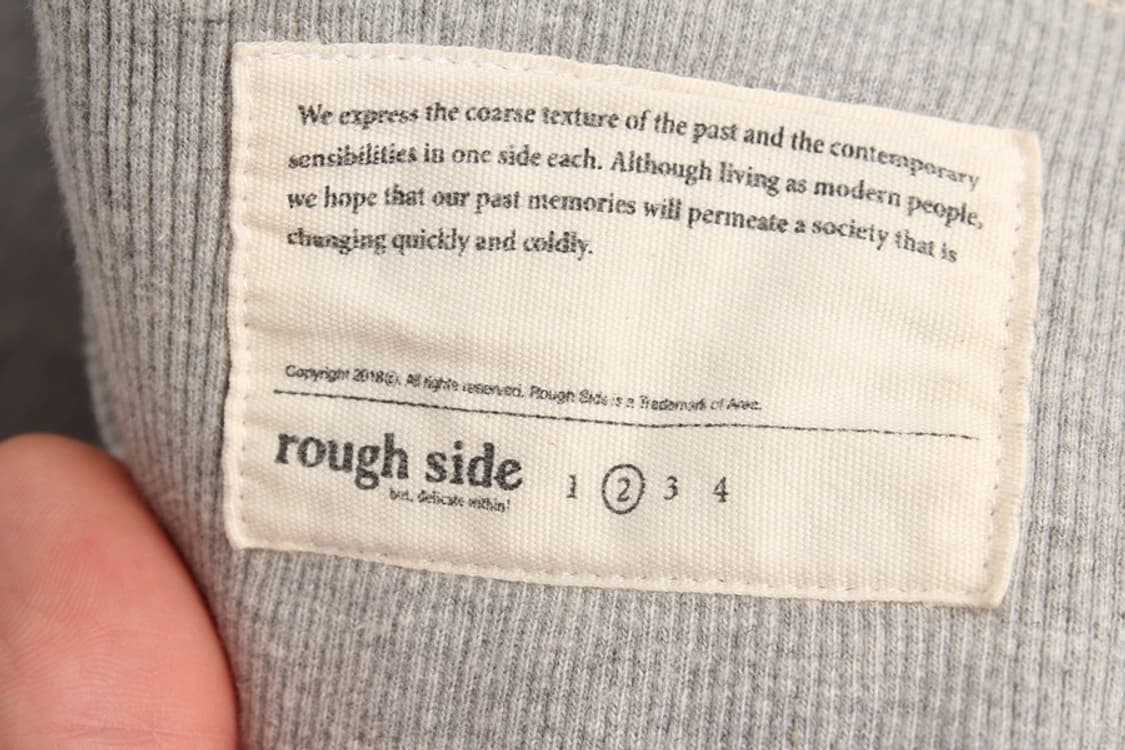 We express the coarse texture of the past and the contemporary
sensibilities in one side each. Although living as modern people,
we hope that our past memories will permeate a society that is
changing quickly and coldly.
Copyright 2018©. All rights reserved. Rough Side is a Trademark of
rough side
but, delicate within!
1 2 3 4